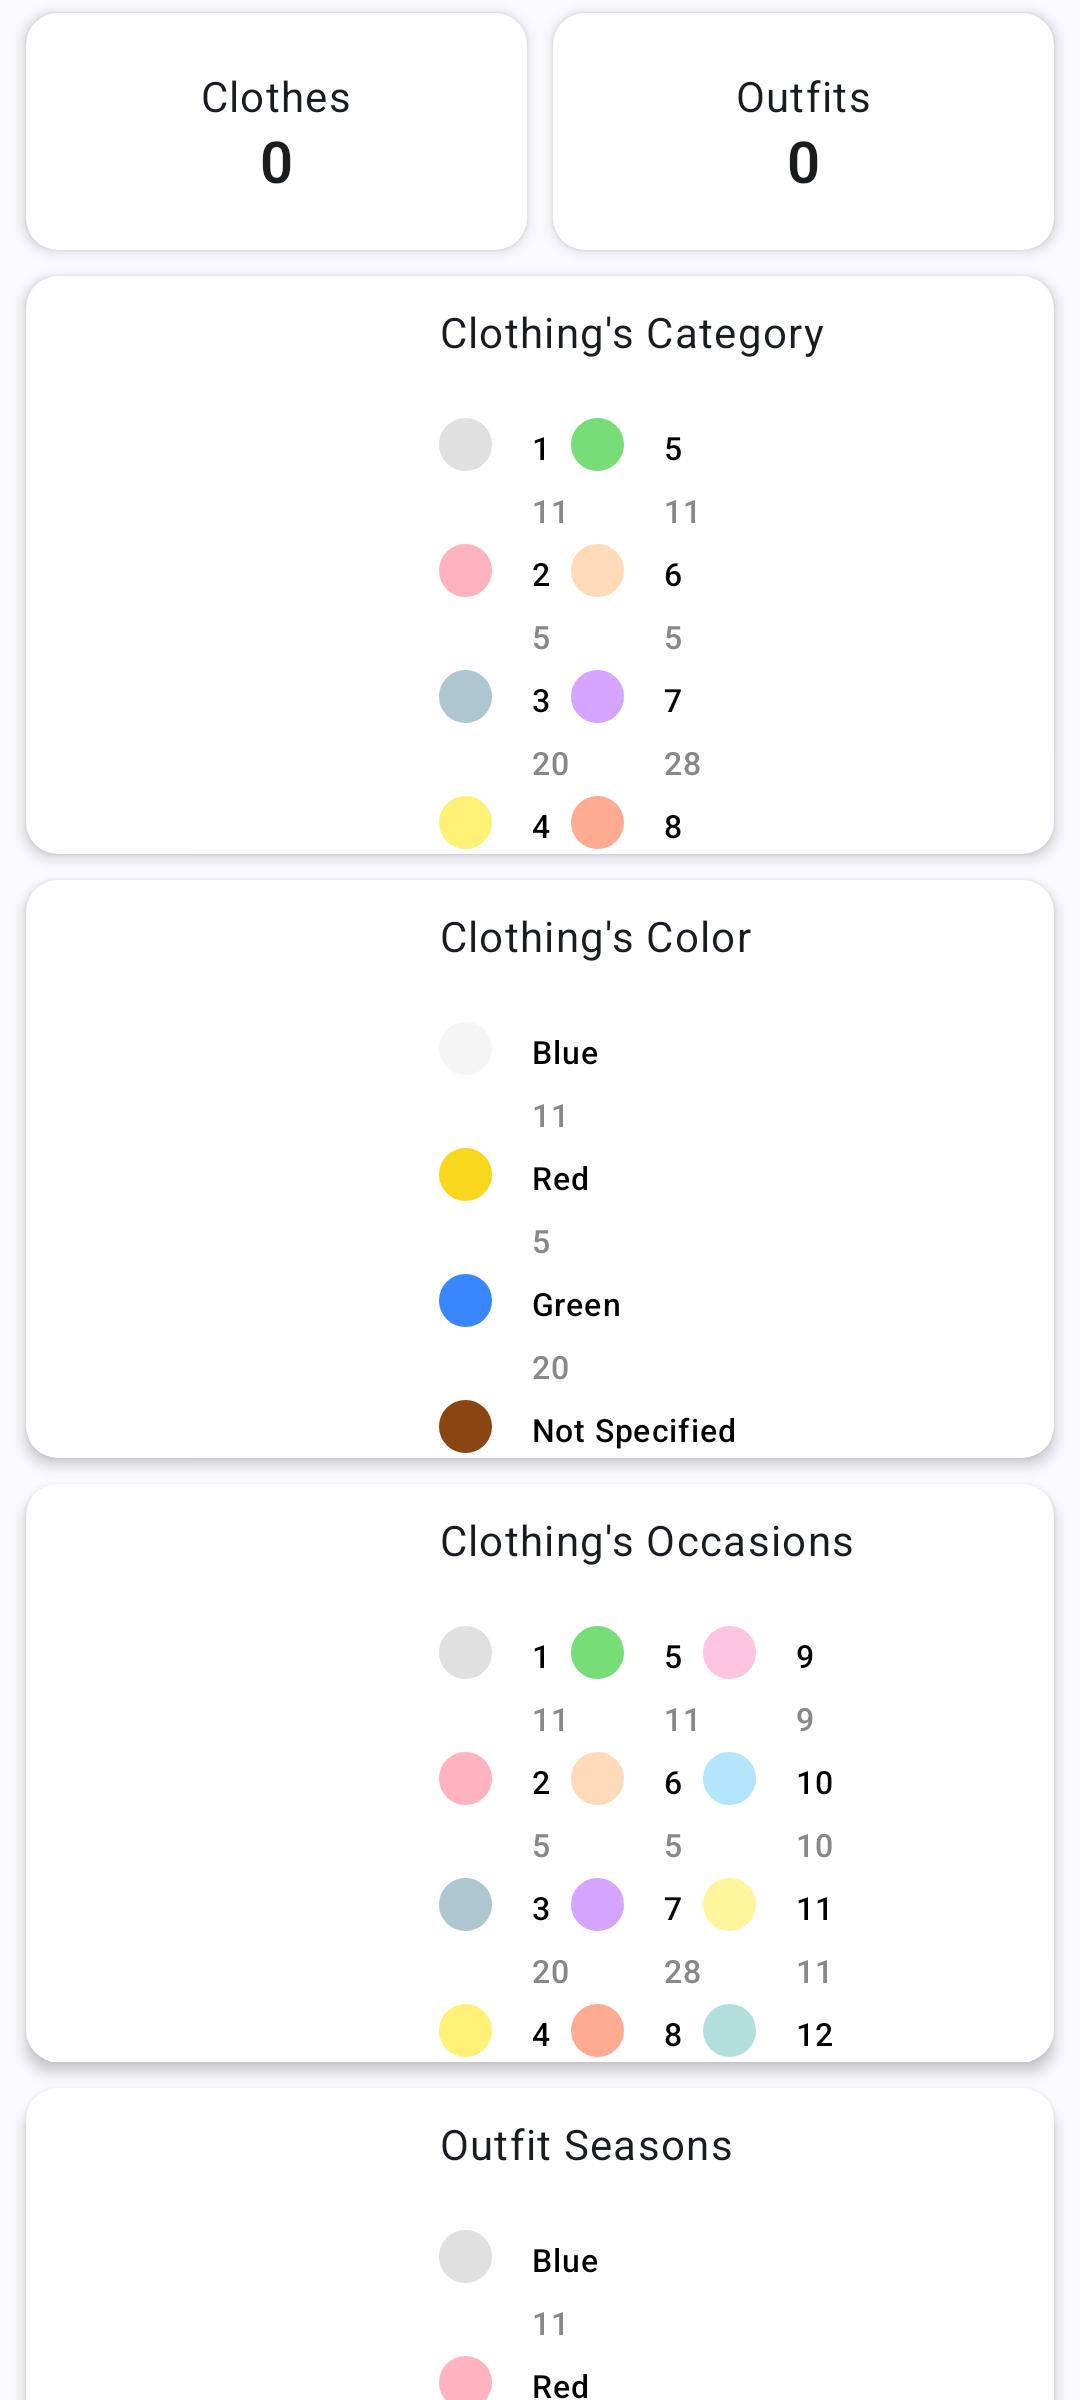 Clothes
0
Outfits
0
Clothing's Category
1 5
11 11
2 6
5 5
3 7
20 28
4 8
Clothing's Color
Blue
11
Red
5
Green
20
Not Specified
Clothing's Occasions
1 5 9
11 11 9
2 6 10
5 5 10
3 7 11
20 28 11
4 8 12
Outfit Seasons
Blue
11
Red